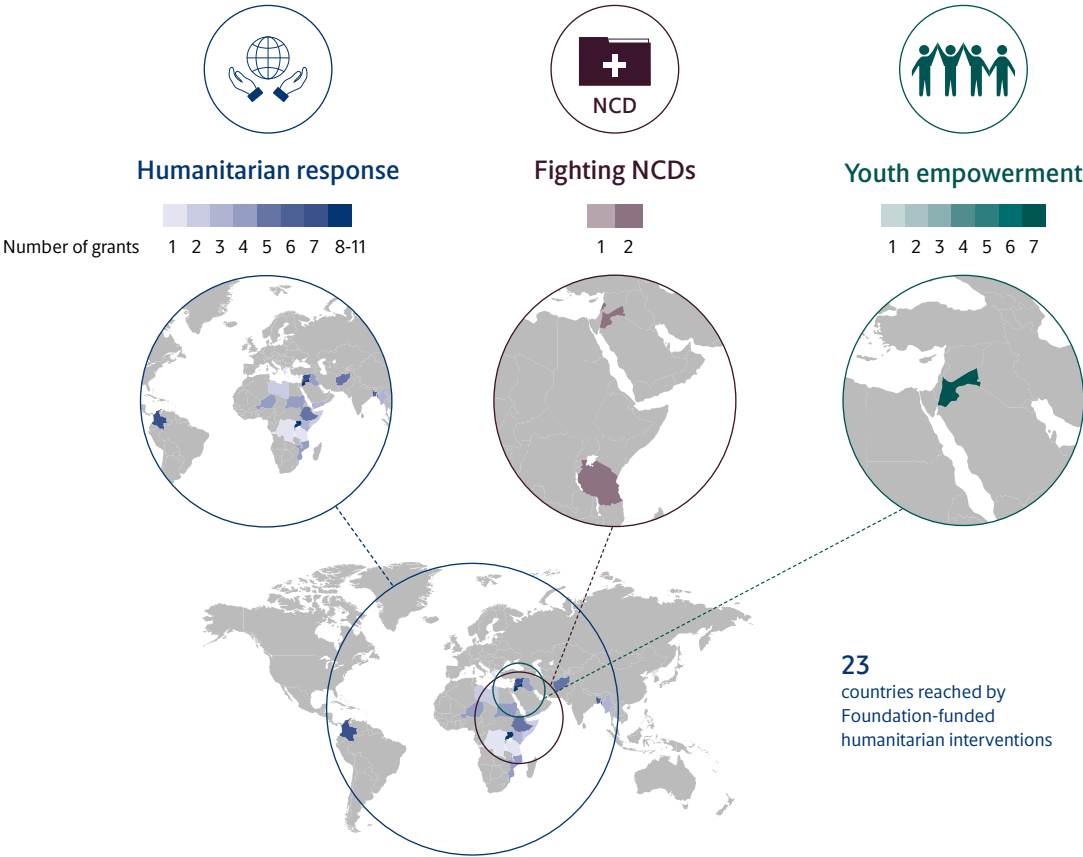 NCD
Humanitarian response
Fighting NCDs
Youth empowerment
Number of grants 1 2 3 4 5 6 7 8-11
1 2
1 2 3 4 5 6 7
23
countries reached by
Foundation-funded
humanitarian interventions